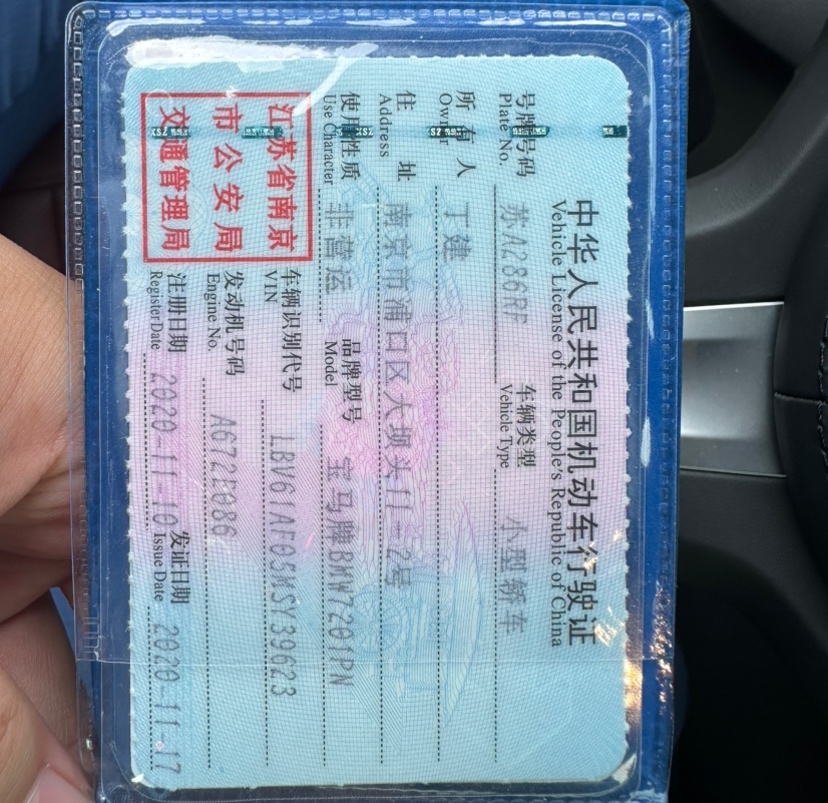 中华人民共和国机动车行驶证
Vehicle License of the People's Republic of China
号牌号码 苏A286RF 车辆类型 小型轿车
Plate No. Vehicle Type
所有人 丁建
Owner
住址 南京市浦口区大坝头11-2号
Address
使用性质 非营运 品牌型号 宝马牌BMW7201PN
Use Character Model
江苏省南京
市公安局
交通管理局
车辆识别代号 LBV61AF05MSY39623
VIN
发动机号码 A672E086
Engine No.
注册日期 2020-11-10 发证日期 2020-11-17
Register Date Issue Date